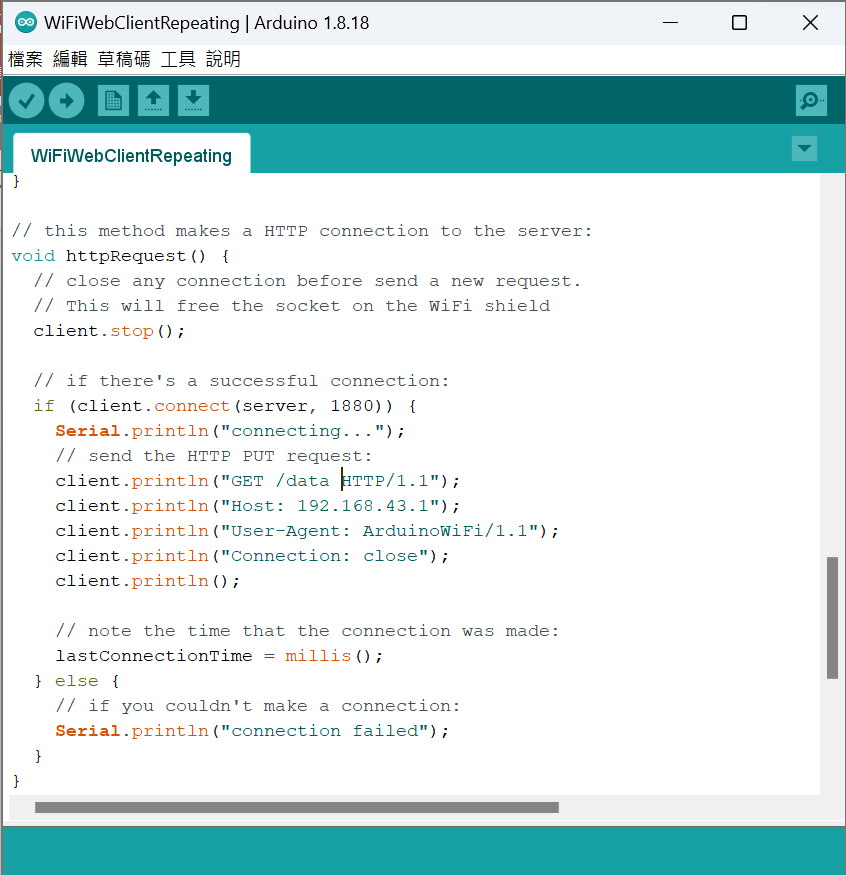 WiFiWebClientRepeating | Arduino 1.8.18
檔案 編輯 草稿碼 工具 說明
WiFiWebClientRepeating
}
// this method makes a HTTP connection to the server:
void httpRequest() {
  // close any connection before send a new request.
  // This will free the socket on the WiFi shield
  client.stop();
  // if there's a successful connection:
  if (client.connect(server, 1880)) {
    Serial.println("connecting...");
    // send the HTTP PUT request:
    client.println("GET /data HTTP/1.1");
    client.println("Host: 192.168.43.1");
    client.println("User-Agent: ArduinoWiFi/1.1");
    client.println("Connection: close");
    client.println();
    // note the time that the connection was made:
    lastConnectionTime = millis();
  } else {
    // if you couldn't make a connection:
    Serial.println("connection failed");
  }
}